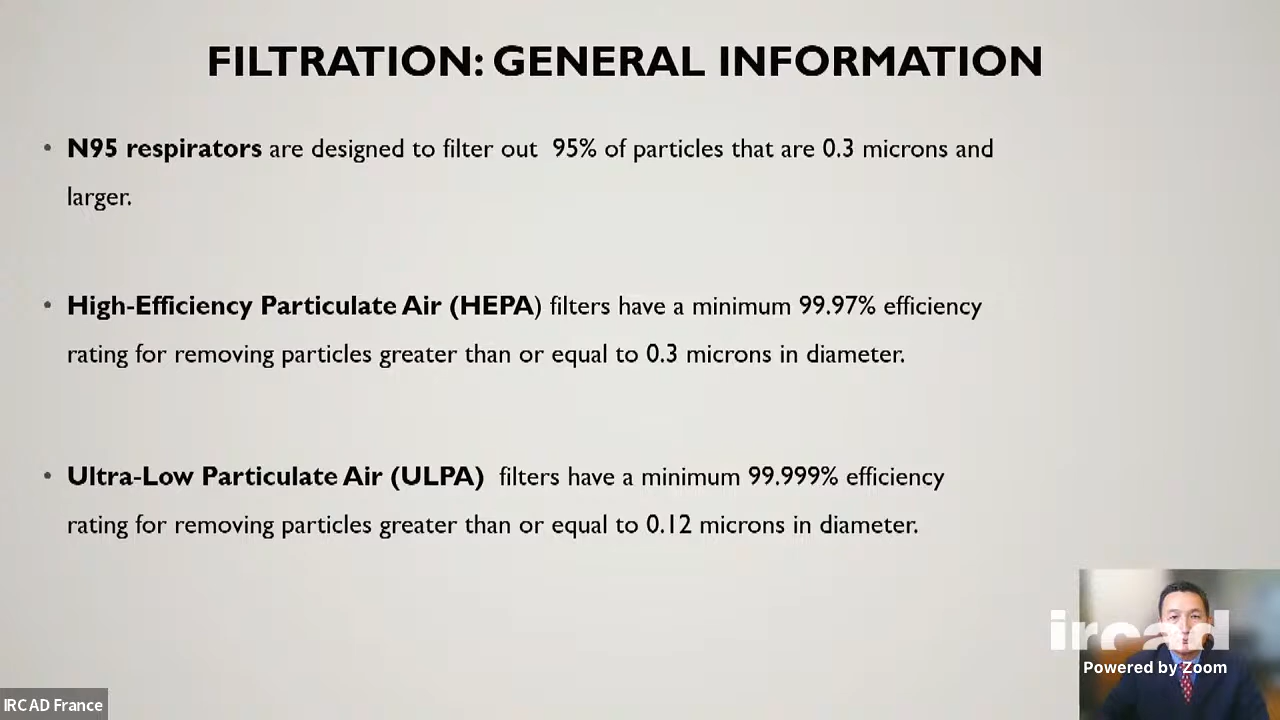 FILTRATION: GENERAL INFORMATION
• N95 respirators are designed to filter out 95% of particles that are 0.3 microns and
larger.
• High-Efficiency Particulate Air (HEPA) filters have a minimum 99.97% efficiency
rating for removing particles greater than or equal to 0.3 microns in diameter.
• Ultra-Low Particulate Air (ULPA) filters have a minimum 99.999% efficiency
rating for removing particles greater than or equal to 0.12 microns in diameter.
ircad
Powered by Zoom
IRCAD France